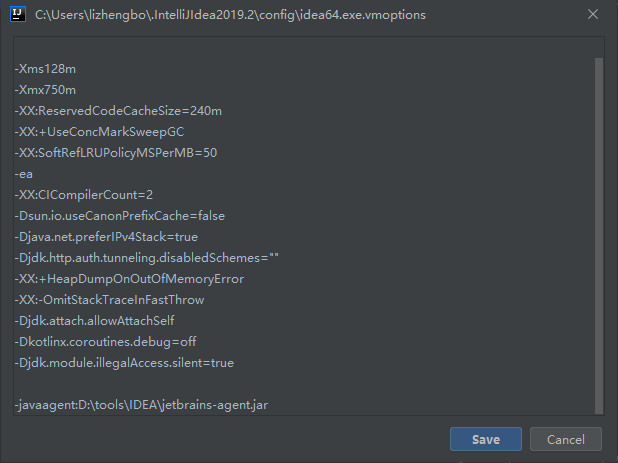 IJ C:\Users\lizhengbo\.IntelliJIdea2019.2\config\idea64.exe.vmoptions
-Xms128m
-Xmx750m
-XX:ReservedCodeCacheSize=240m
-XX:+UseConcMarkSweepGC
-XX:SoftRefLRUPolicyMSPerMB=50
-ea
-XX:CICompilerCount=2
-Dsun.io.useCanonPrefixCache=false
-Djava.net.preferIPv4Stack=true
-Djdk.http.auth.tunneling.disabledSchemes=""
-XX:+HeapDumpOnOutOfMemoryError
-XX:-OmitStackTraceInFastThrow
-Djdk.attach.allowAttachSelf
-Dkotlinx.coroutines.debug=off
-Djdk.module.illegalAccess.silent=true
-javaagent:D:\tools\IDEA\jetbrains-agent.jar
Save Cancel